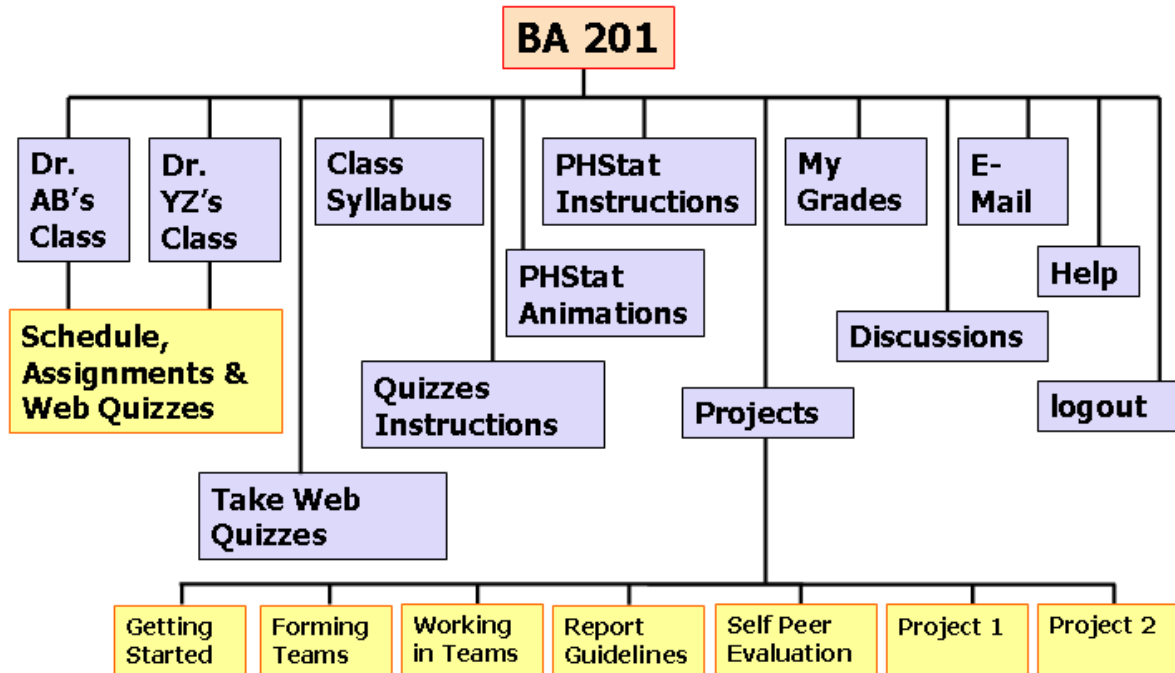 BA 201
Dr.
AB's
Class
Dr.
YZ's
Class
Class
Syllabus
PHStat
Instructions
My
Grades
E-
Mail
Help
PHStat
Animations
Discussions
Schedule,
Assignments &
Web Quizzes
Quizzes
Instructions
Projects
logout
Take Web
Quizzes
Getting
Started
Forming
Teams
Working
in Teams
Report
Guidelines
Self Peer
Evaluation
Project 1
Project 2